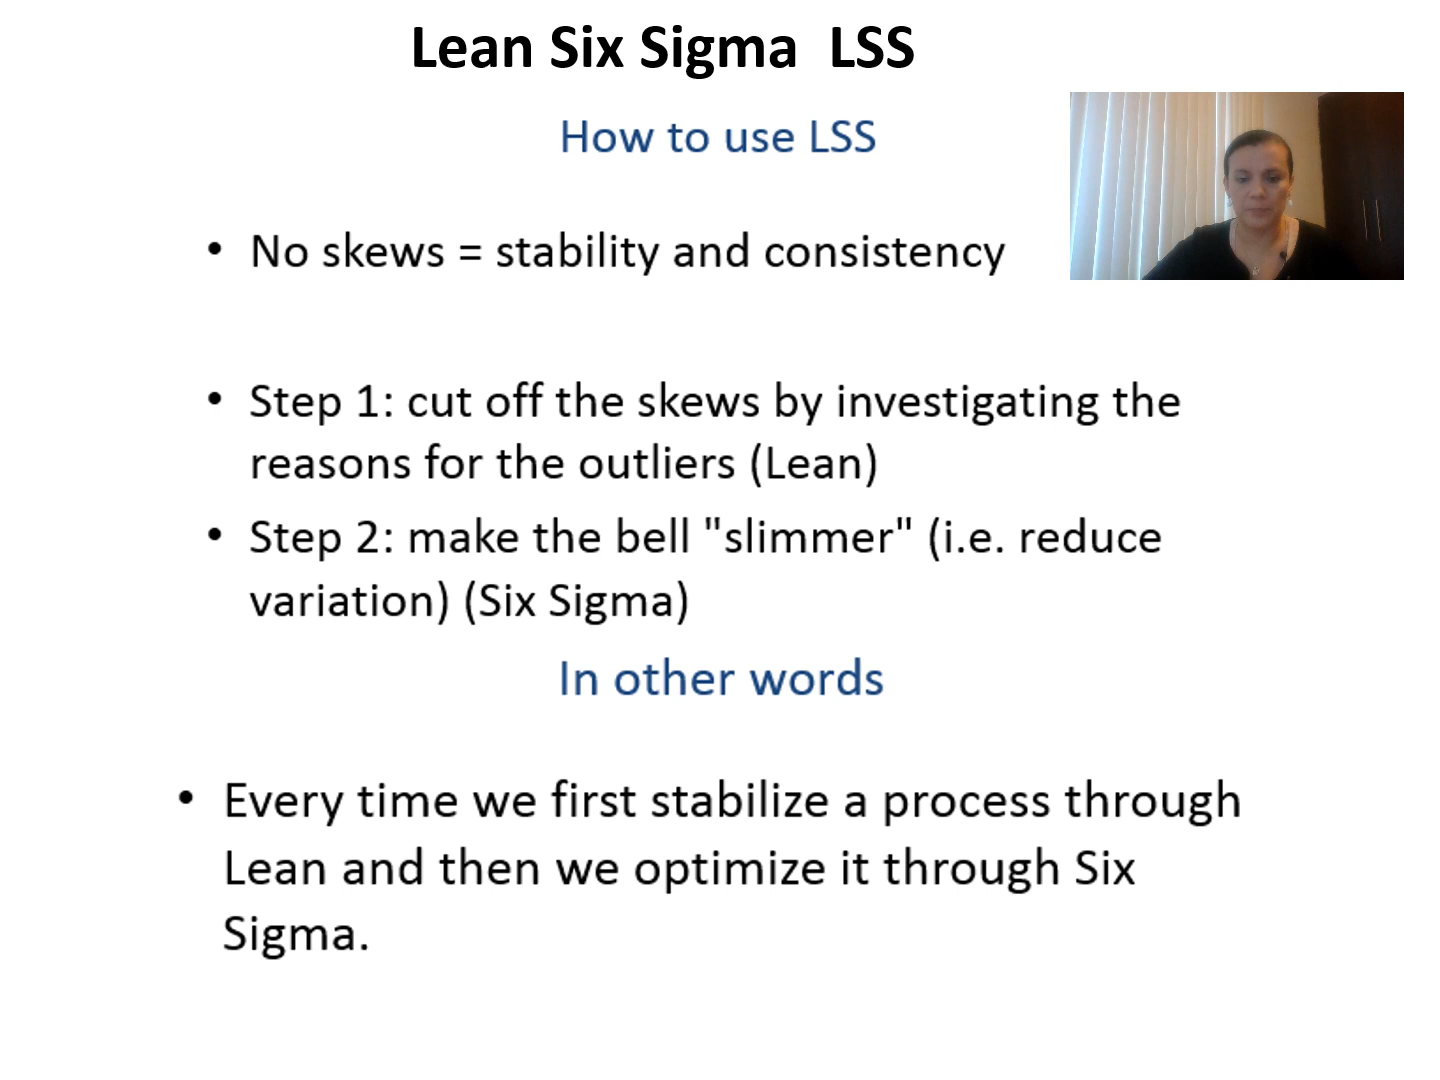 Lean Six Sigma  LSS
How to use LSS
• No skews = stability and consistency
• Step 1: cut off the skews by investigating the
reasons for the outliers (Lean)
• Step 2: make the bell "slimmer" (i.e. reduce
variation) (Six Sigma)
In other words
• Every time we first stabilize a process through
Lean and then we optimize it through Six
Sigma.